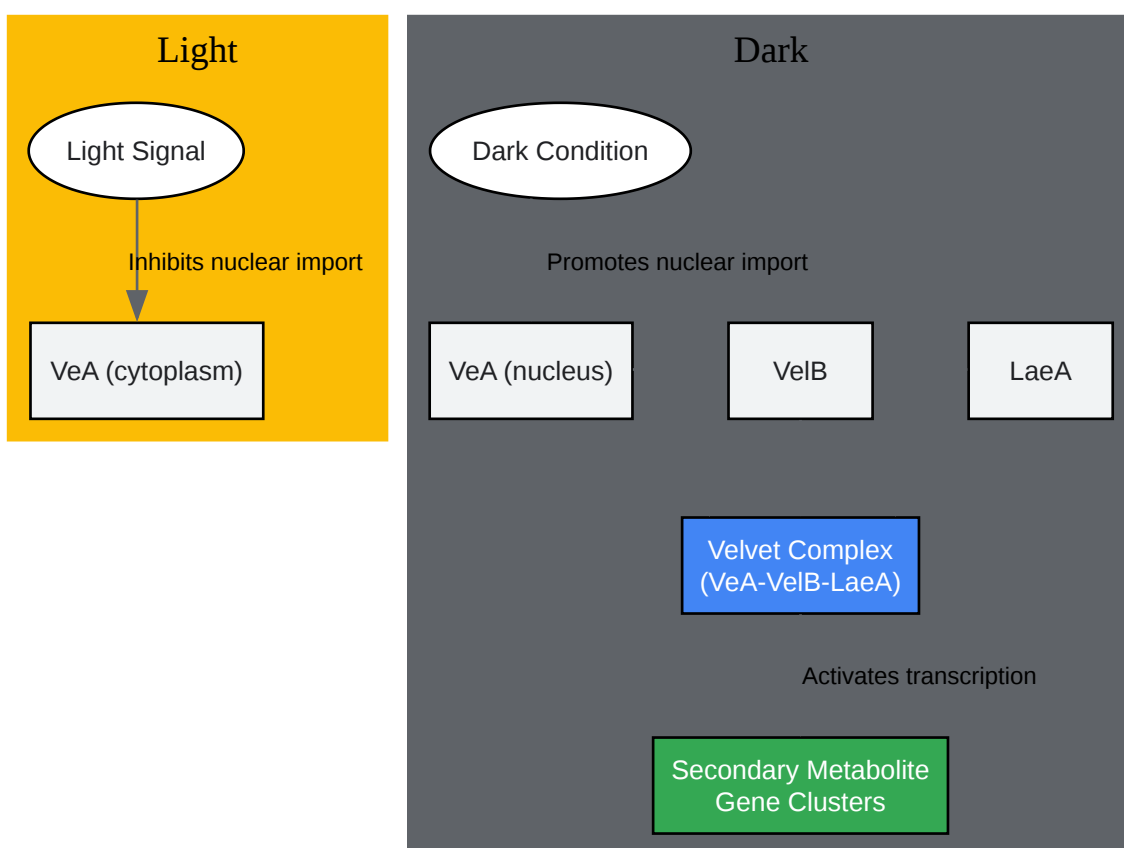 Light
Light Signal
Inhibits nuclear import
VeA (cytoplasm)
Dark
Dark Condition
Promotes nuclear import
VeA (nucleus)
VelB
LaeA
Velvet Complex
(VeA-VelB-LaeA)
Activates transcription
Secondary Metabolite
Gene Clusters